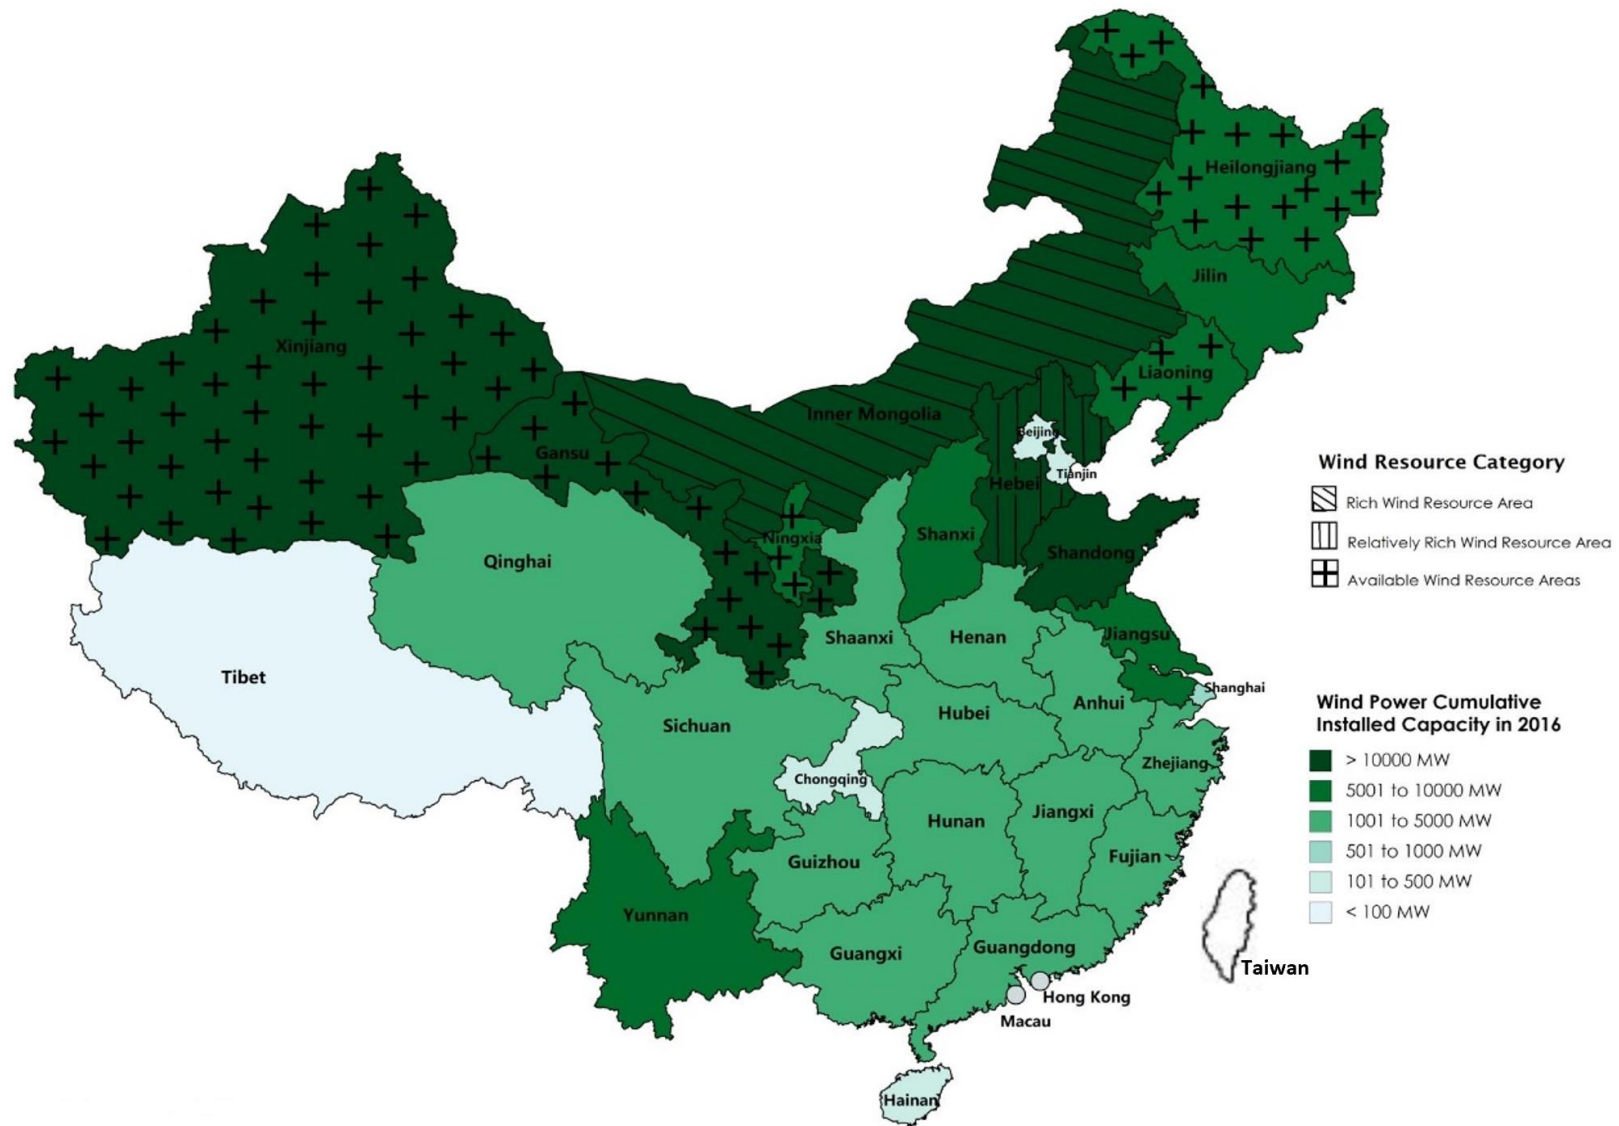 Heilongjiang
Jilin
Xinjiang
Liaoning
Inner Mongolia
Beijing
Gansu
Tianjin
Hebei
Ningxia
Shanxi
Shandong
Qinghai
Shaanxi
Henan
Jiangsu
Tibet
Shanghai
Anhui
Hubei
Sichuan
Zhejiang
Chongqing
Jiangxi
Hunan
Fujian
Guizhou
Yunnan
Guangdong
Guangxi
Taiwan
Hong Kong
Macau
Hainan
Wind Resource Category
Rich Wind Resource Area
Relatively Rich Wind Resource Area
Available Wind Resource Areas
Wind Power Cumulative
Installed Capacity in 2016
> 10000 MW
5001 to 10000 MW
1001 to 5000 MW
501 to 1000 MW
101 to 500 MW
< 100 MW